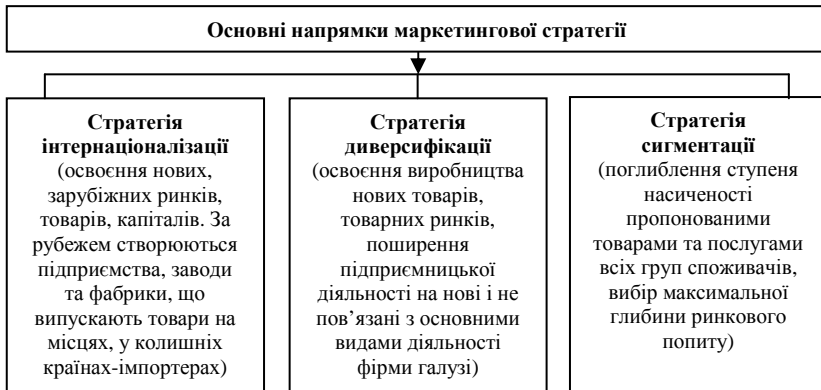 Основні напрямки маркетингової стратегії
Стратегія
інтернаціоналізації
(освоєння нових,
зарубіжних ринків,
товарів, капіталів. За
рубежем створюються
підприємства, заводи
та фабрики, що
випускають товари на
місцях, у колишніх
країнах-імпортерах)
Стратегія
диверсифікації
(освоєння виробництва
нових товарів,
товарних ринків,
поширення
підприємницької
діяльності на нові і не
пов’язані з основними
видами діяльності
фірми галузі)
Стратегія
сигментації
(поглиблення ступеня
насиченості
пропонованими
товарами та послугами
всіх груп споживачів,
вибір максимальної
глибини ринкового
попиту)